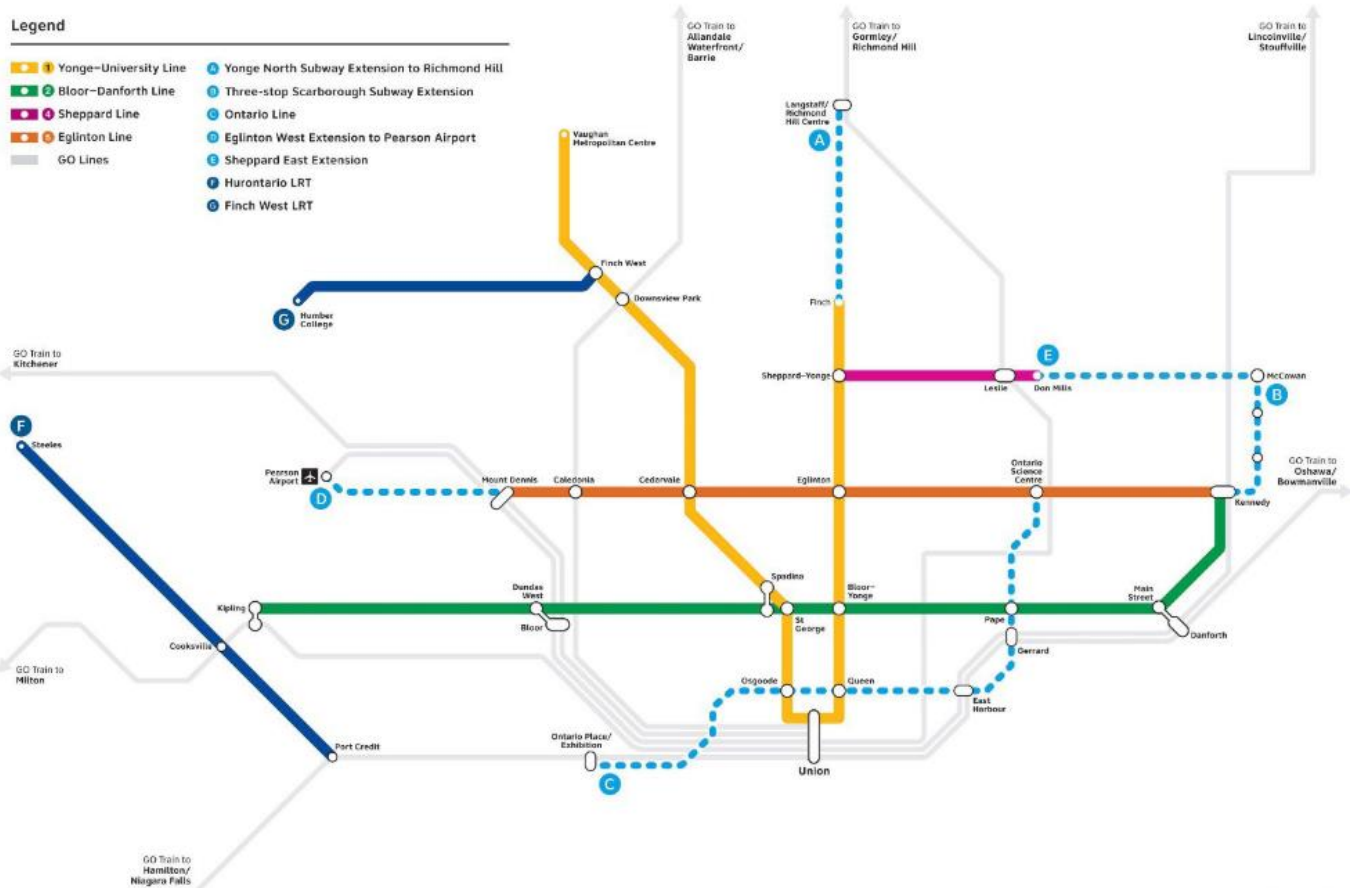 Legend
1 Yonge–University Line
2 Bloor–Danforth Line
4 Sheppard Line
5 Eglinton Line
GO Lines
A Yonge North Subway Extension to Richmond Hill
B Three-stop Scarborough Subway Extension
C Ontario Line
D Eglinton West Extension to Pearson Airport
E Sheppard East Extension
F Hurontario LRT
G Finch West LRT
GO Train to
Allandale
Waterfront/
Barrie
GO Train to
Gormley/
Richmond Hill
GO Train to
Lincolnville/
Stouffville
Langstaff/
Richmond
Hill Centre
A
Vaughan
Metropolitan Centre
Finch West
Downsview Park
G
Humber
College
Finch
GO Train to
Kitchener
Sheppard–Yonge
Leslie
Don Mills
E
McCowan
B
F
Steeles
Pearson
Airport
D
Mount Dennis
Caledonia
Cedarvale
Eglinton
Ontario
Science
Centre
Kennedy
GO Train to
Oshawa/
Bowmanville
Kipling
Dundas
West
Bloor
Spadina
St
George
Bloor–
Yonge
Pape
Main
Street
Danforth
Gerrard
Cooksville
GO Train to
Milton
Osgoode
Queen
East
Harbour
Port Credit
Ontario Place/
Exhibition
C
Union
GO Train to
Hamilton/
Niagara Falls